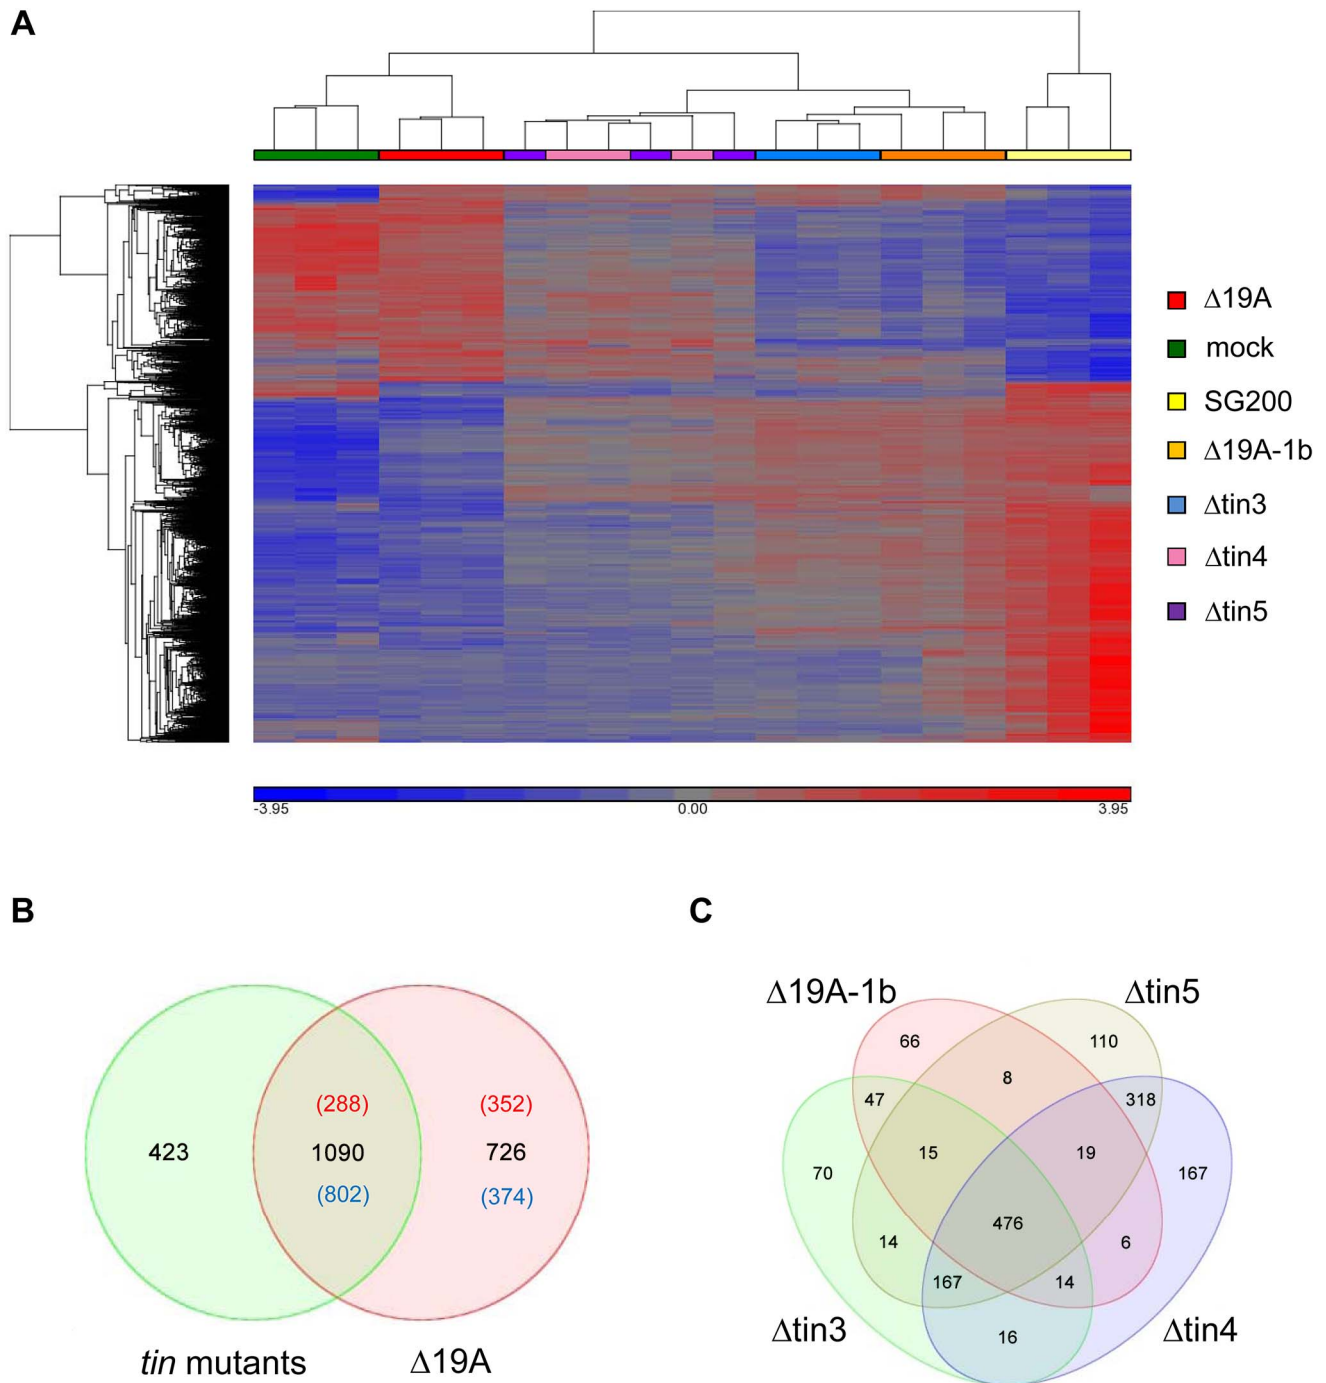 A
Δ19A
mock
SG200
Δ19A-1b
Δtin3
Δtin4
Δtin5
-3.95 0.00 3.95
B
(288) (352)
423 1090 726
(802) (374)
tin mutants Δ19A
C
Δ19A-1b Δtin5
66 110
8
47 318
15 19
70 167
476
14 6
167 14
Δtin3 Δtin4
16